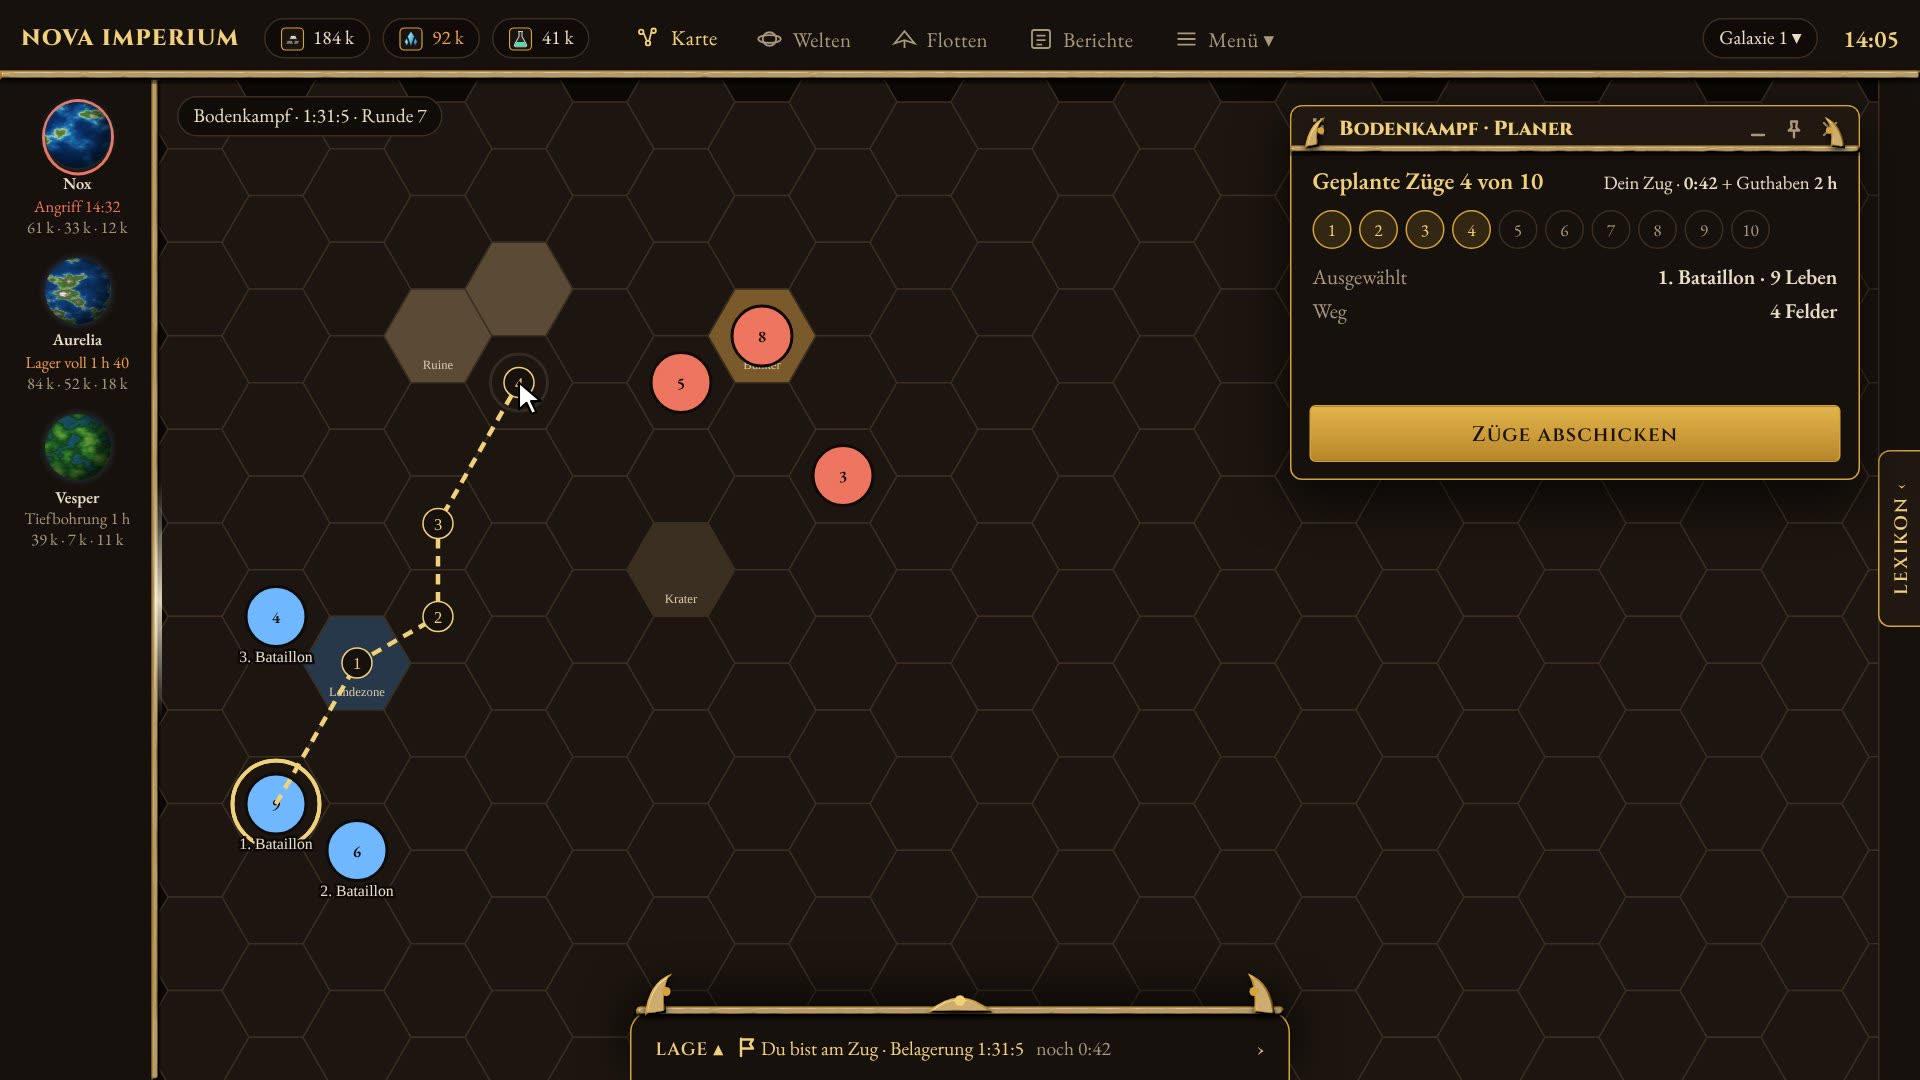 NOVA IMPERIUM
184 k
92 k
41 k
Karte
Welten
Flotten
Berichte
Menü ▾
Galaxie 1 ▾
14:05
Nox
Angriff 14:32
61 k · 33 k · 12 k
Aurelia
Lager voll 1 h 40
84 k · 52 k · 18 k
Vesper
Tiefbohrung 1 h
39 k · 7 k · 11 k
Bodenkampf · 1:31:5 · Runde 7
Ruine
8
Bunker
5
3
4
3
2
1
Krater
4
3. Bataillon
Landezone
9
1. Bataillon
6
2. Bataillon
Bodenkampf · Planer
Geplante Züge 4 von 10
Dein Zug · 0:42 + Guthaben 2 h
1 2 3 4 5 6 7 8 9 10
Ausgewählt 1. Bataillon · 9 Leben
Weg 4 Felder
Züge abschicken
LEXIKON ‹
LAGE ▴ Du bist am Zug · Belagerung 1:31:5 noch 0:42 ›